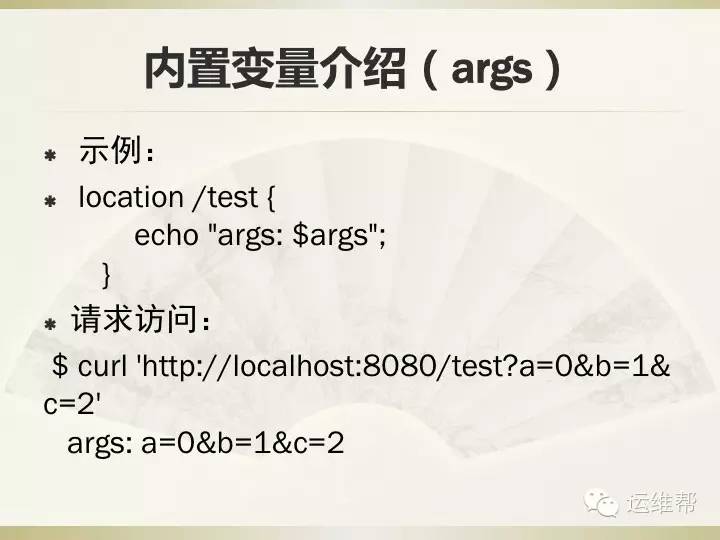 内置变量介绍（args）
示例：
location /test {
echo "args: $args";
}
请求访问：
$ curl 'http://localhost:8080/test?a=0&b=1&
c=2'
args: a=0&b=1&c=2
运维帮